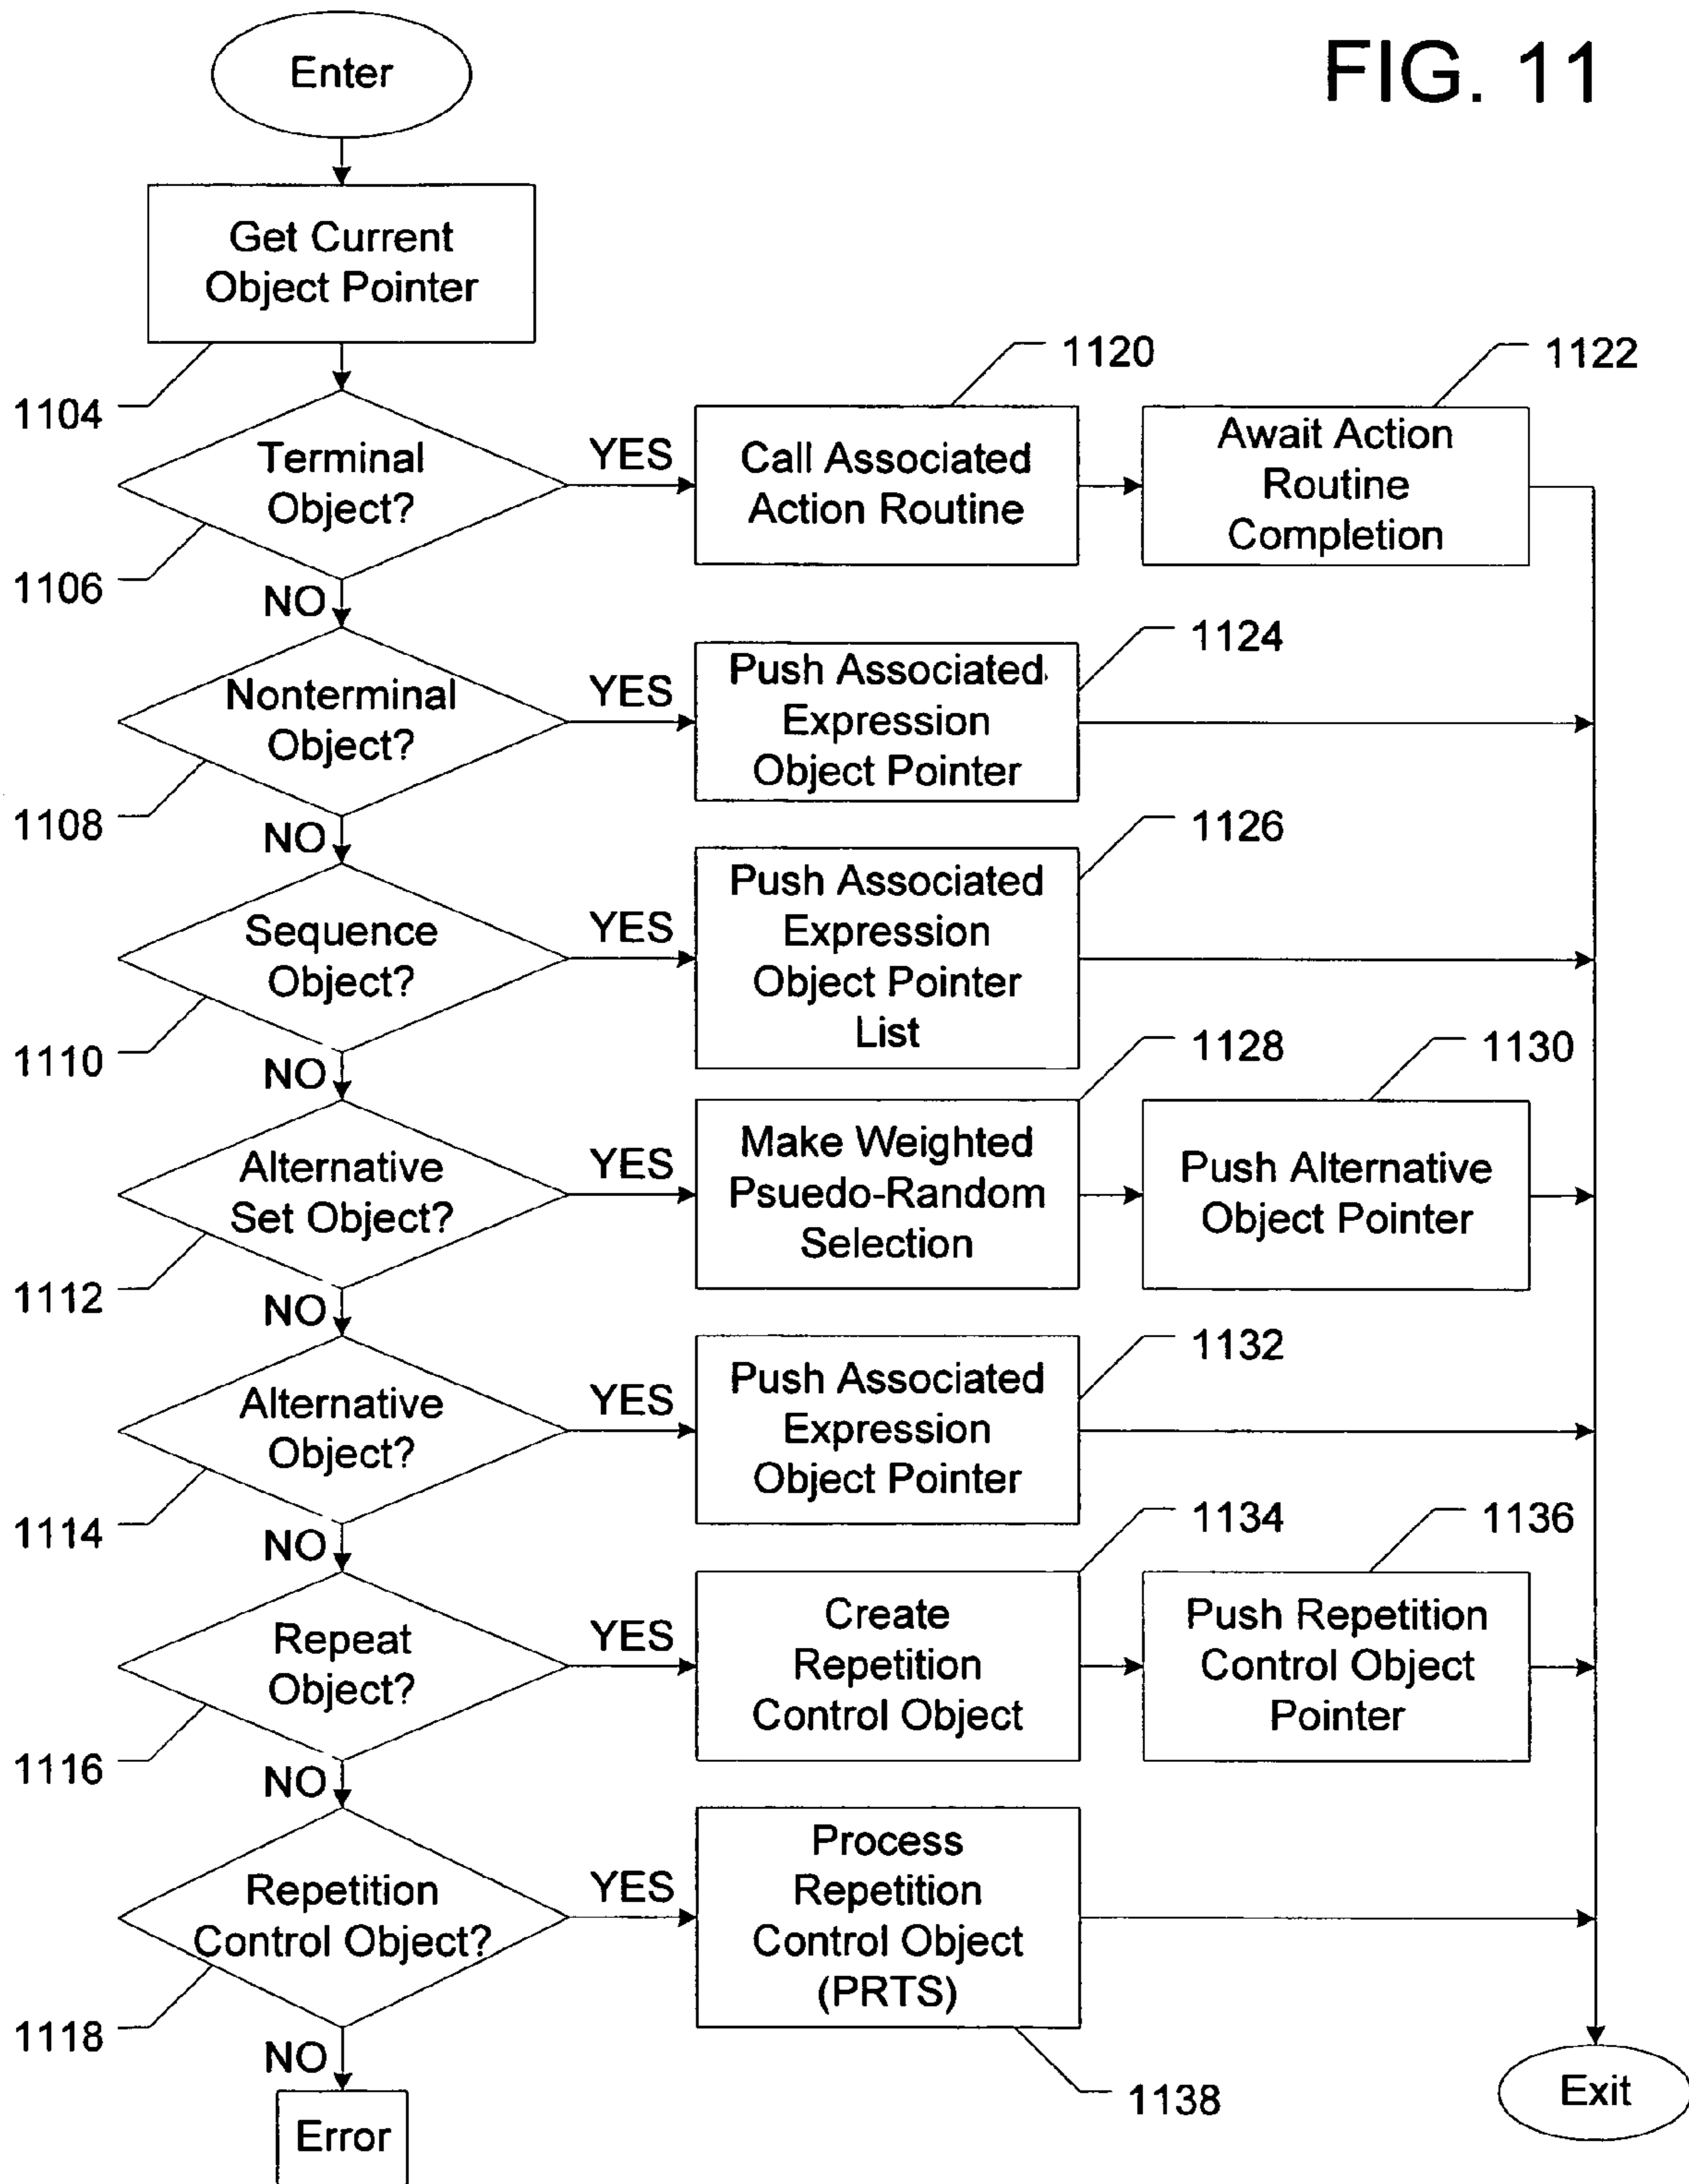 FIG. 11
Enter
Get Current
Object Pointer
1104
Terminal
Object?
1106
YES
Call Associated
Action Routine
1120
Await Action
Routine
Completion
1122
NO
Nonterminal
Object?
1108
YES
Push Associated
Expression
Object Pointer
1124
NO
Sequence
Object?
1110
YES
Push Associated
Expression
Object Pointer
List
1126
NO
Alternative
Set Object?
1112
YES
Make Weighted
Psuedo-Random
Selection
1128
Push Alternative
Object Pointer
1130
NO
Alternative
Object?
1114
YES
Push Associated
Expression
Object Pointer
1132
NO
Repeat
Object?
1116
YES
Create
Repetition
Control Object
1134
Push Repetition
Control Object
Pointer
1136
NO
Repetition
Control Object?
1118
YES
Process
Repetition
Control Object
(PRTS)
1138
NO
Error
Exit